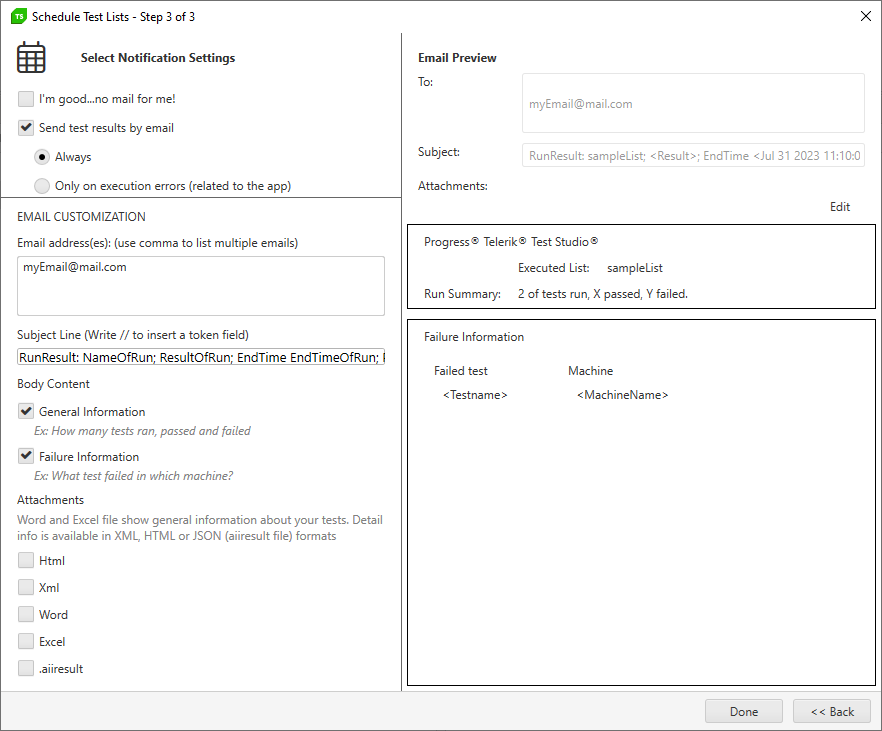 TS Schedule Test Lists - Step 3 of 3
Select Notification Settings
I'm good...no mail for me!
Send test results by email
Always
Only on execution errors (related to the app)
EMAIL CUSTOMIZATION
Email address(es): (use comma to list multiple emails)
myEmail@mail.com
Subject Line (Write // to insert a token field)
RunResult: NameOfRun; ResultOfRun; EndTime EndTimeOfRun;
Body Content
General Information
Ex: How many tests ran, passed and failed
Failure Information
Ex: What test failed in which machine?
Attachments
Word and Excel file show general information about your tests. Detail
info is available in XML, HTML or JSON (aiiresult file) formats
Html
Xml
Word
Excel
.aiiresult
Email Preview
To:
myEmail@mail.com
Subject:
RunResult: sampleList; <Result>; EndTime <Jul 31 2023 11:10:0
Attachments:
Edit
Progress® Telerik® Test Studio®
Executed List: sampleList
Run Summary: 2 of tests run, X passed, Y failed.
Failure Information
Failed test Machine
<Testname> <MachineName>
Done
<< Back